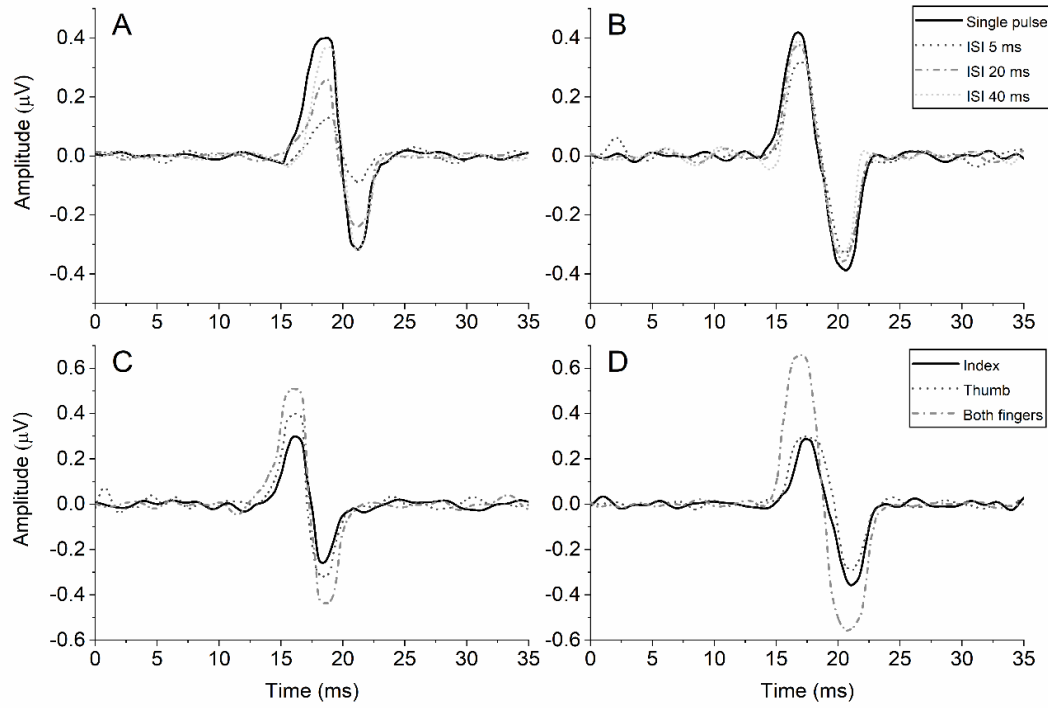 A
B
Single pulse
ISI 5 ms
ISI 20 ms
ISI 40 ms
Amplitude (µV)
0.4
0.2
0.0
-0.2
-0.4
0 5 10 15 20 25 30 35
0.4
0.2
0.0
-0.2
-0.4
0 5 10 15 20 25 30 35
C
D
Index
Thumb
Both fingers
Amplitude (µV)
0.6
0.4
0.2
0.0
-0.2
-0.4
-0.6
0 5 10 15 20 25 30 35
Time (ms)
0.6
0.4
0.2
0.0
-0.2
-0.4
-0.6
0 5 10 15 20 25 30 35
Time (ms)